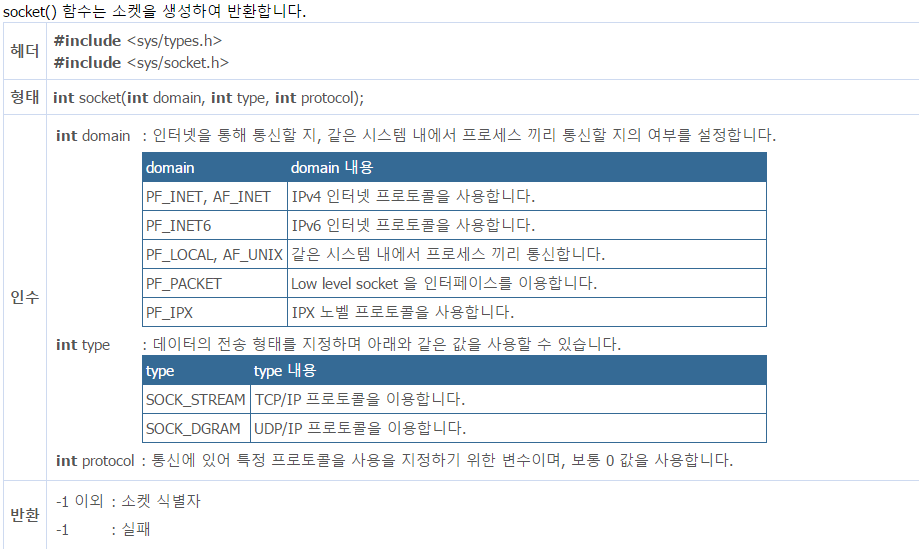 socket() 함수는 소켓을 생성하여 반환합니다.
헤더
#include <sys/types.h>
#include <sys/socket.h>
형태 int socket(int domain, int type, int protocol);
인수
int domain : 인터넷을 통해 통신할 지, 같은 시스템 내에서 프로세스 끼리 통신할 지의 여부를 설정합니다.
domain domain 내용
PF_INET, AF_INET IPv4 인터넷 프로토콜을 사용합니다.
PF_INET6 IPv6 인터넷 프로토콜을 사용합니다.
PF_LOCAL, AF_UNIX 같은 시스템 내에서 프로세스 끼리 통신합니다.
PF_PACKET Low level socket 을 인터페이스를 이용합니다.
PF_IPX IPX 노벨 프로토콜을 사용합니다.
int type : 데이터의 전송 형태를 지정하며 아래와 같은 값을 사용할 수 있습니다.
type type 내용
SOCK_STREAM TCP/IP 프로토콜을 이용합니다.
SOCK_DGRAM UDP/IP 프로토콜을 이용합니다.
int protocol : 통신에 있어 특정 프로토콜을 사용을 지정하기 위한 변수이며, 보통 0 값을 사용합니다.
반환
-1 이외 : 소켓 식별자
-1 : 실패